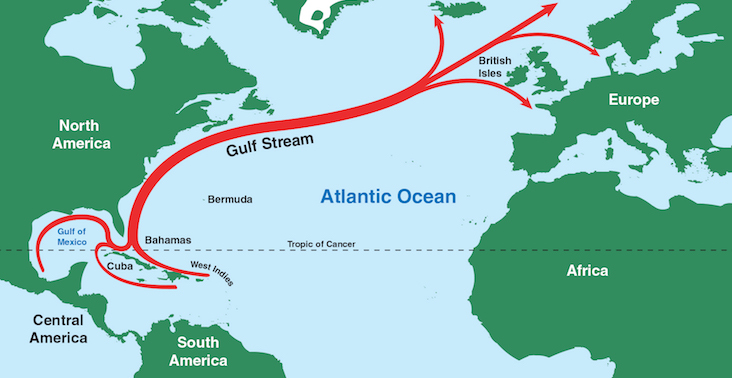 British
Isles
Europe
North
America
Gulf Stream
Bermuda
Atlantic Ocean
Gulf of
Mexico
Bahamas
Tropic of Cancer
Cuba
West Indies
Africa
Central
America
South
America